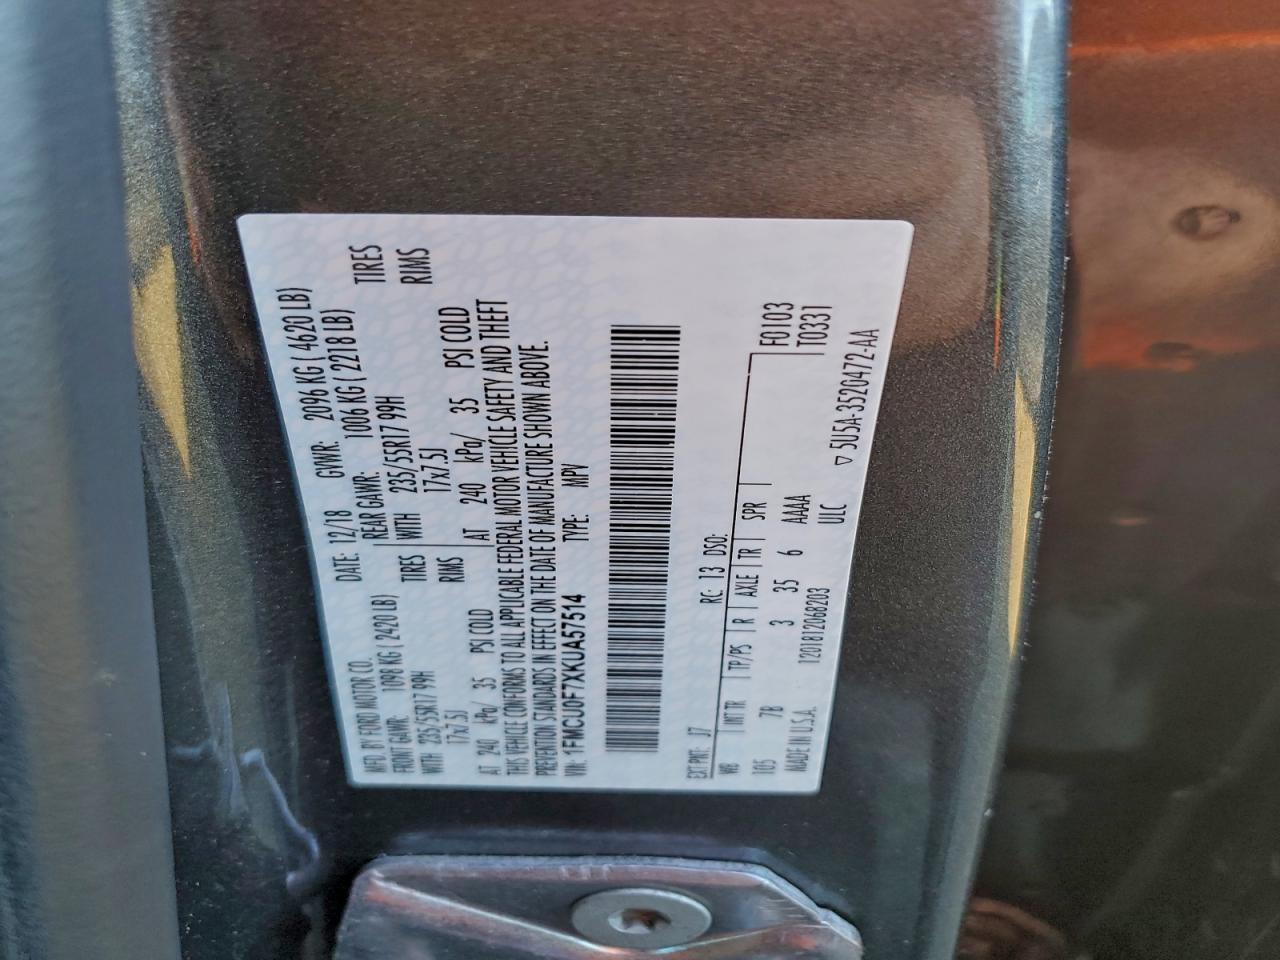 MFD. BY FORD MOTOR CO.
DATE: 12/18 GVWR: 2096 KG ( 4620 LB)
FRONT GAWR: 1098 KG ( 2420 LB) REAR GAWR: 1006 KG ( 2218 LB)
WITH 235/55R17 99H TIRES WITH 235/55R17 99H TIRES
17x7.5J RIMS 17x7.5J RIMS
AT 240 kPa/ 35 PSI COLD AT 240 kPa/ 35 PSI COLD
THIS VEHICLE CONFORMS TO ALL APPLICABLE FEDERAL MOTOR VEHICLE SAFETY AND THEFT
PREVENTION STANDARDS IN EFFECT ON THE DATE OF MANUFACTURE SHOWN ABOVE.
VIN: 1FMCU0F7XKUA57514 TYPE: MPV
EXT PNT: J7 RC: 13 DSO: F0103
WB INT TR TP/PS R AXLE TR SPR T0331
105 7B 3 35 6 AAAA
ULC
MADE IN U.S.A. 1201812068203 ▽ 5U5A-3520472-AA